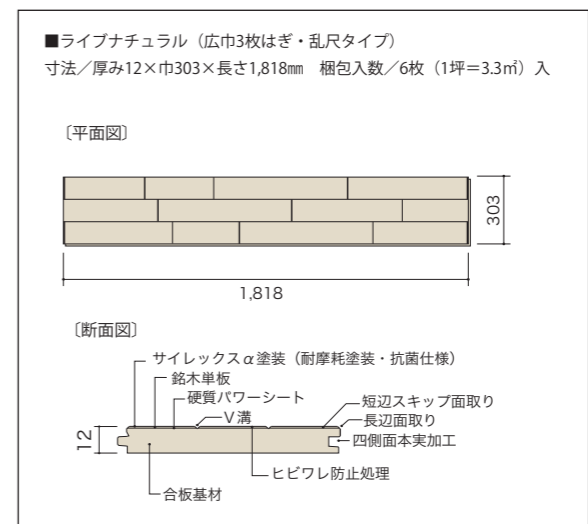 ■ライブナチュラル（広巾3枚はぎ・乱尺タイプ）
寸法／厚み12×巾303×長さ1,818㎜　梱包入数／6枚（1坪＝3.3㎡）入
〔平面図〕
303
1,818
〔断面図〕
サイレックスα塗装（耐摩耗塗装・抗菌仕様）
銘木単板
硬質パワーシート
V溝
短辺スキップ面取り
長辺面取り
四側面本実加工
12
ヒビワレ防止処理
合板基材